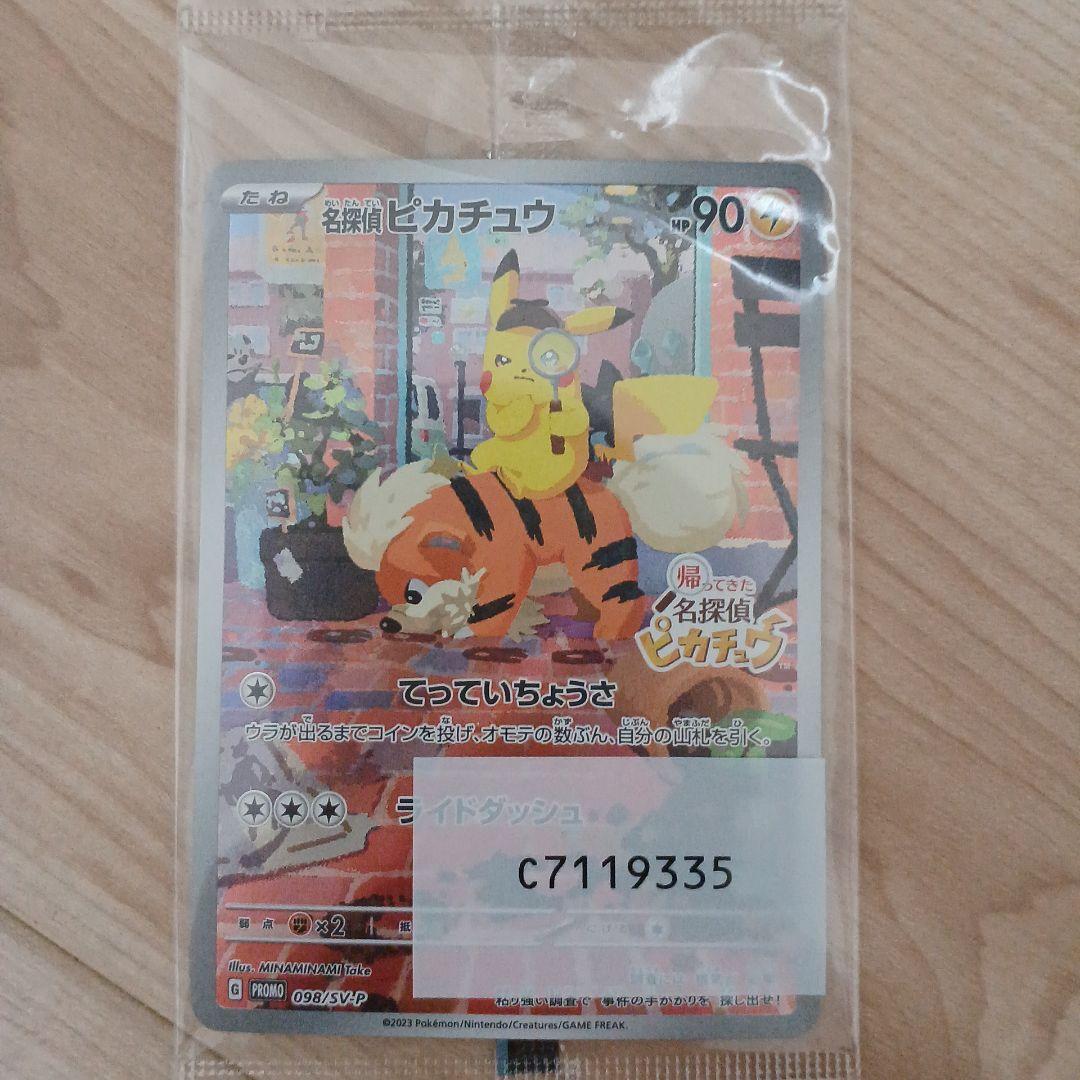 たね
めいたんてい
名探偵ピカチュウ
HP 90
帰ってきた
名探偵
ピカチュウ
TM
てっていちょうさ
ウラが出るまでコインを投げ、オモテの数ぶん、自分の山札を引く。
ライドダッシュ
C7119335
弱点 ×2 抵
にげる
illus. MINAMINAMI Take
G PROMO 098/SV-P
粘り強い調査で 事件の手がかりを 探し出せ!
©2023 Pokémon/Nintendo/Creatures/GAME FREAK.